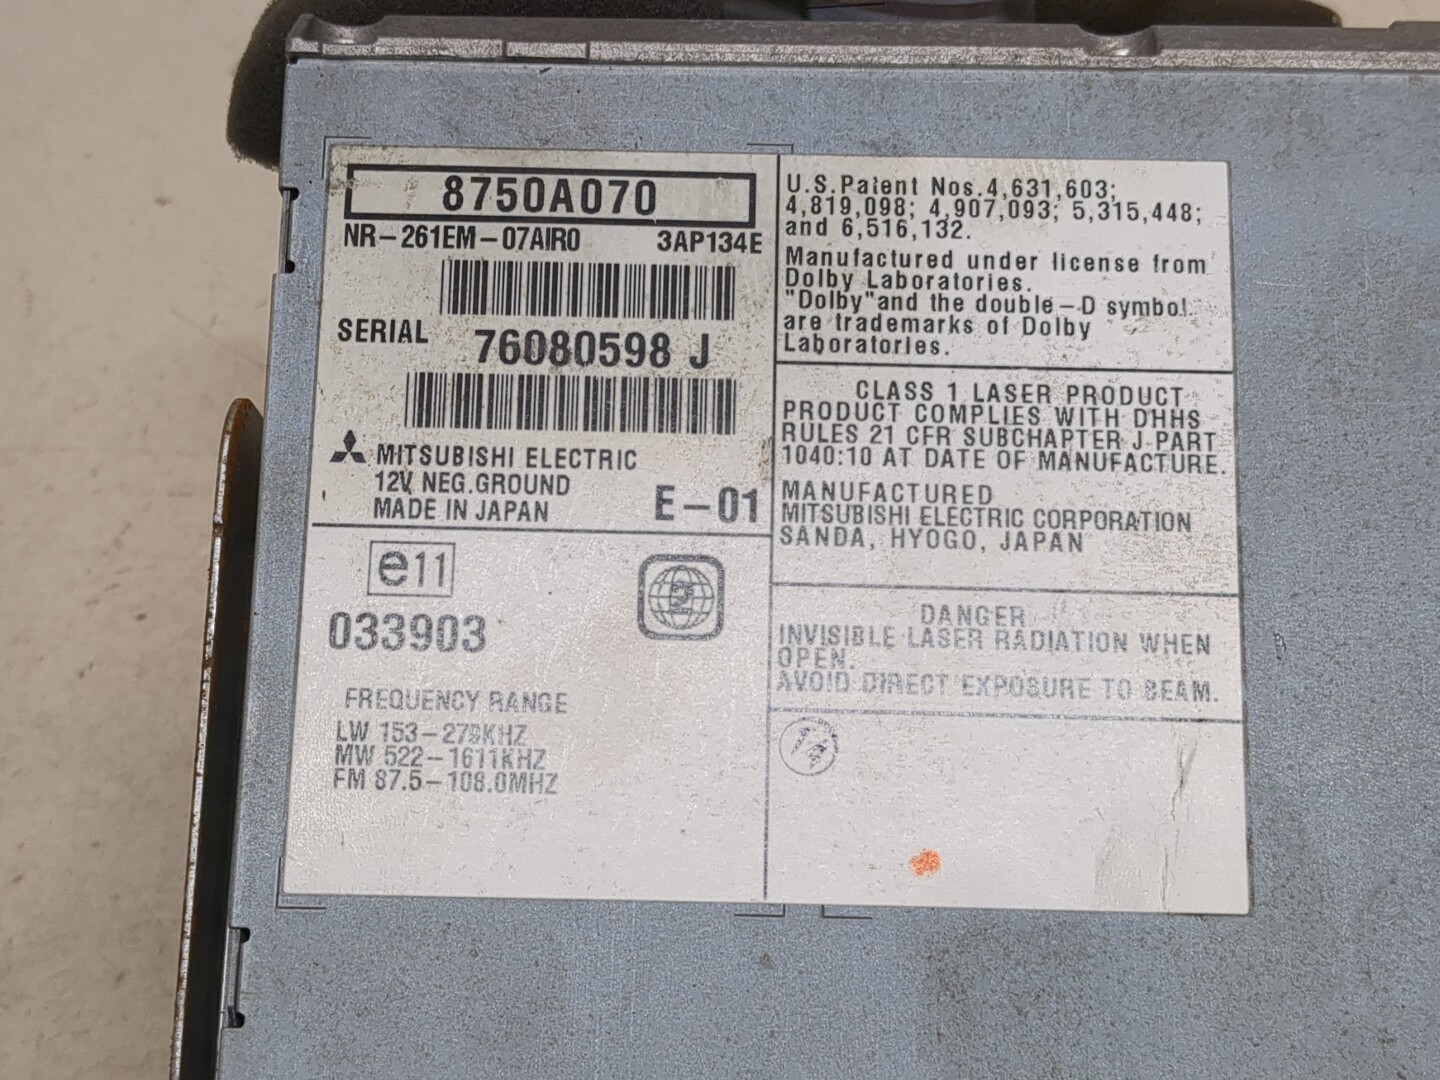 8750A070
NR-261EM-07AIR0 3AP134E
SERIAL 76080598 J
MITSUBISHI ELECTRIC
12V NEG.GROUND
MADE IN JAPAN E-01
e11
033903
2
FREQUENCY RANGE
LW 153-279KHZ
MW 522-1611KHZ
FM 87.5-108.0MHZ
U.S.Patent Nos.4,631,603;
4,819,098; 4,907,093; 5,315,448;
and 6,516,132.
Manufactured under license from
Dolby Laboratories.
"Dolby"and the double-D symbol
are trademarks of Dolby
Laboratories.
CLASS 1 LASER PRODUCT
PRODUCT COMPLIES WITH DHHS
RULES 21 CFR SUBCHAPTER J PART
1040:10 AT DATE OF MANUFACTURE.
MANUFACTURED
MITSUBISHI ELECTRIC CORPORATION
SANDA, HYOGO, JAPAN
DANGER
INVISIBLE LASER RADIATION WHEN
OPEN.
AVOID DIRECT EXPOSURE TO BEAM.